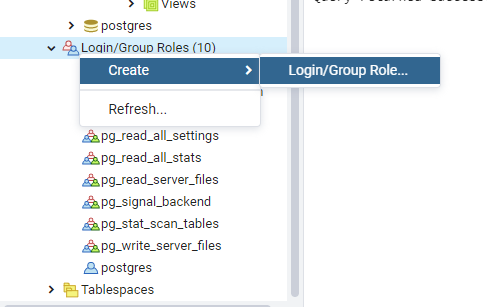 Views
postgres
Login/Group Roles (10)
Create
Login/Group Role...
Refresh...
pg_read_all_settings
pg_read_all_stats
pg_read_server_files
pg_signal_backend
pg_stat_scan_tables
pg_write_server_files
postgres
Tablespaces